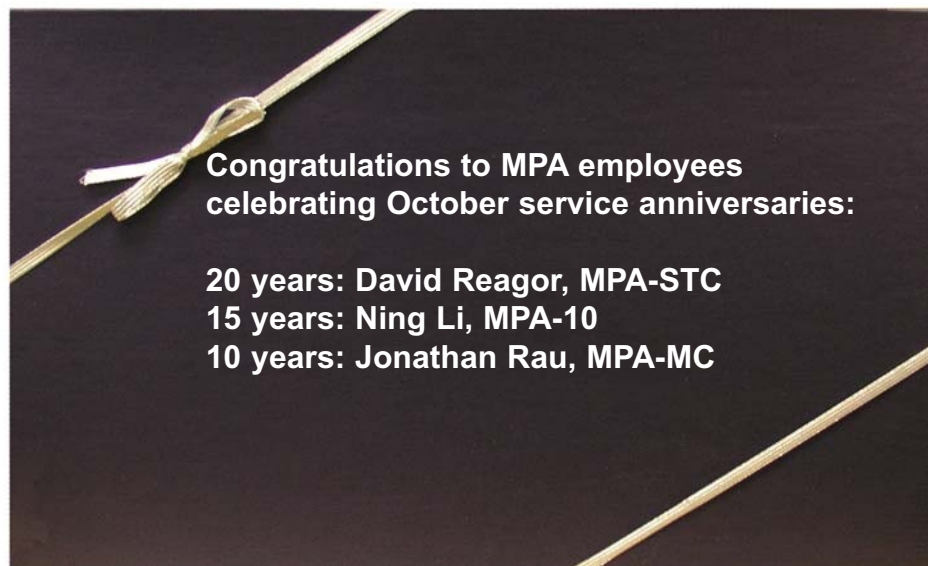 Congratulations to MPA employees
celebrating October service anniversaries:
20 years: David Reagor, MPA-STC
15 years: Ning Li, MPA-10
10 years: Jonathan Rau, MPA-MC